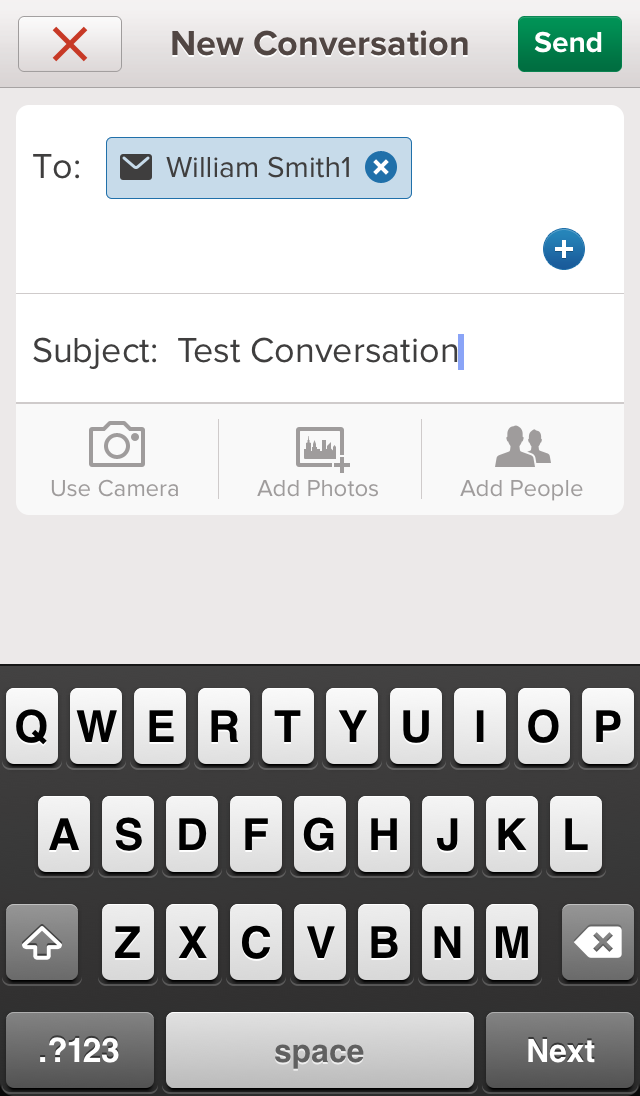 New Conversation Send
To: William Smith1
Subject: Test Conversation
Use Camera Add Photos Add People
Q W E R T Y U I O P
A S D F G H J K L
Z X C V B N M
.?123 space Next